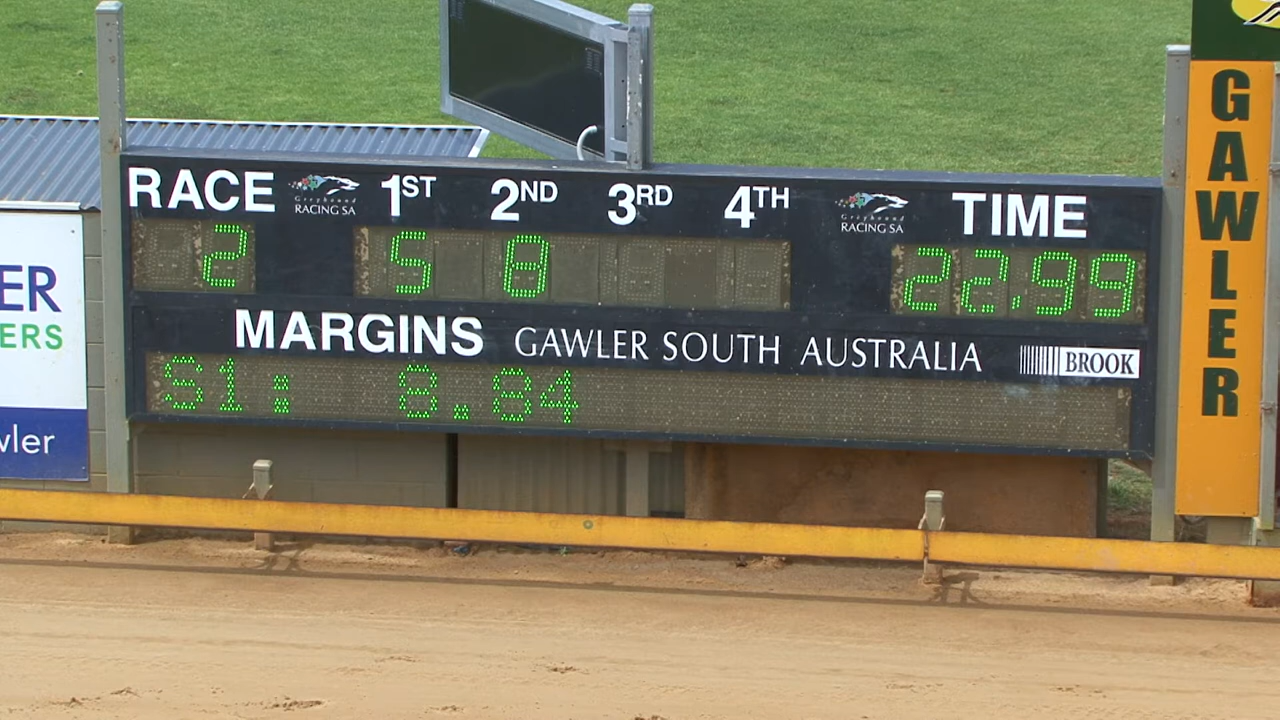 RACE Greyhound RACING SA 1ST 2ND 3RD 4TH Greyhound RACING SA TIME
2 5 8 22.99
MARGINS GAWLER SOUTH AUSTRALIA BROOK
S1: 8.84
ER
ERS
wler
GAWLER